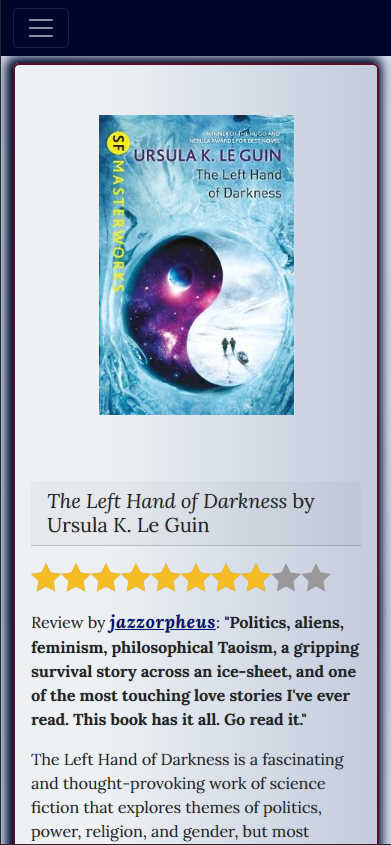 WINNER OF THE HUGO AND
NEBULA AWARDS FOR BEST NOVEL
SF MASTERWORKS
URSULA K. LE GUIN
The Left Hand
of Darkness
The Left Hand of Darkness by
Ursula K. Le Guin
Review by jazzorpheus: "Politics, aliens,
feminism, philosophical Taoism, a gripping
survival story across an ice-sheet, and one
of the most touching love stories I've ever
read. This book has it all. Go read it."
The Left Hand of Darkness is a fascinating
and thought-provoking work of science
fiction that explores themes of politics,
power, religion, and gender, but most